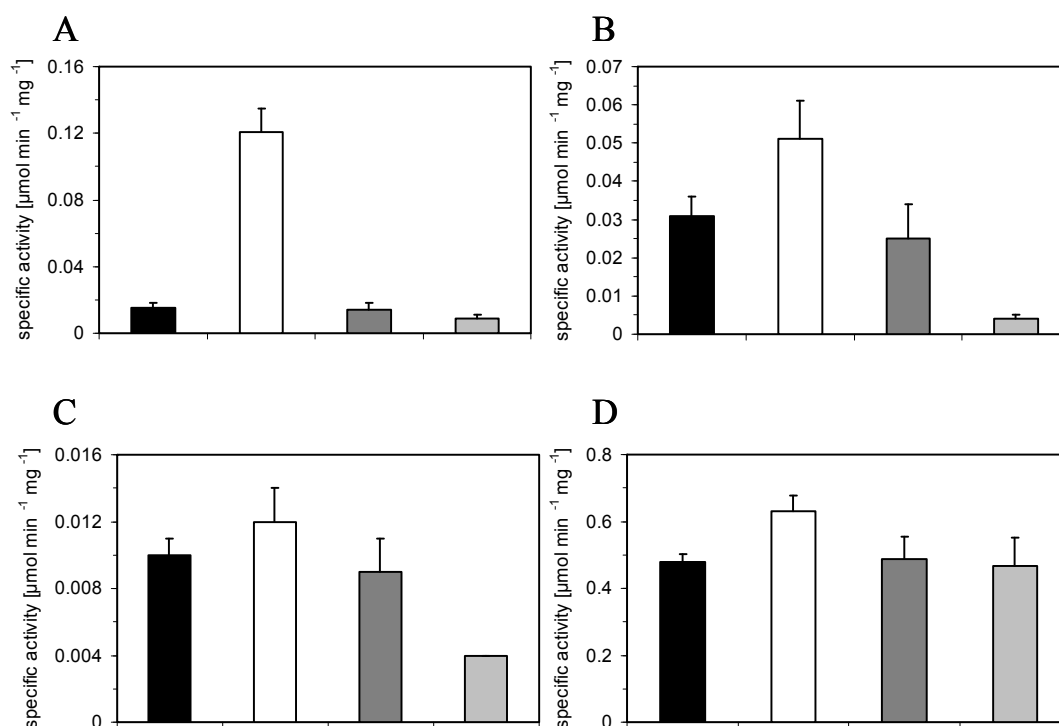 A
specific activity [µmol min -1 mg -1]
0.16
0.12
0.08
0.04
0
B
specific activity [µmol min -1 mg -1]
0.07
0.06
0.05
0.04
0.03
0.02
0.01
0
C
specific activity [µmol min -1 mg -1]
0.016
0.012
0.008
0.004
0
D
specific activity [µmol min -1 mg -1]
0.8
0.6
0.4
0.2
0